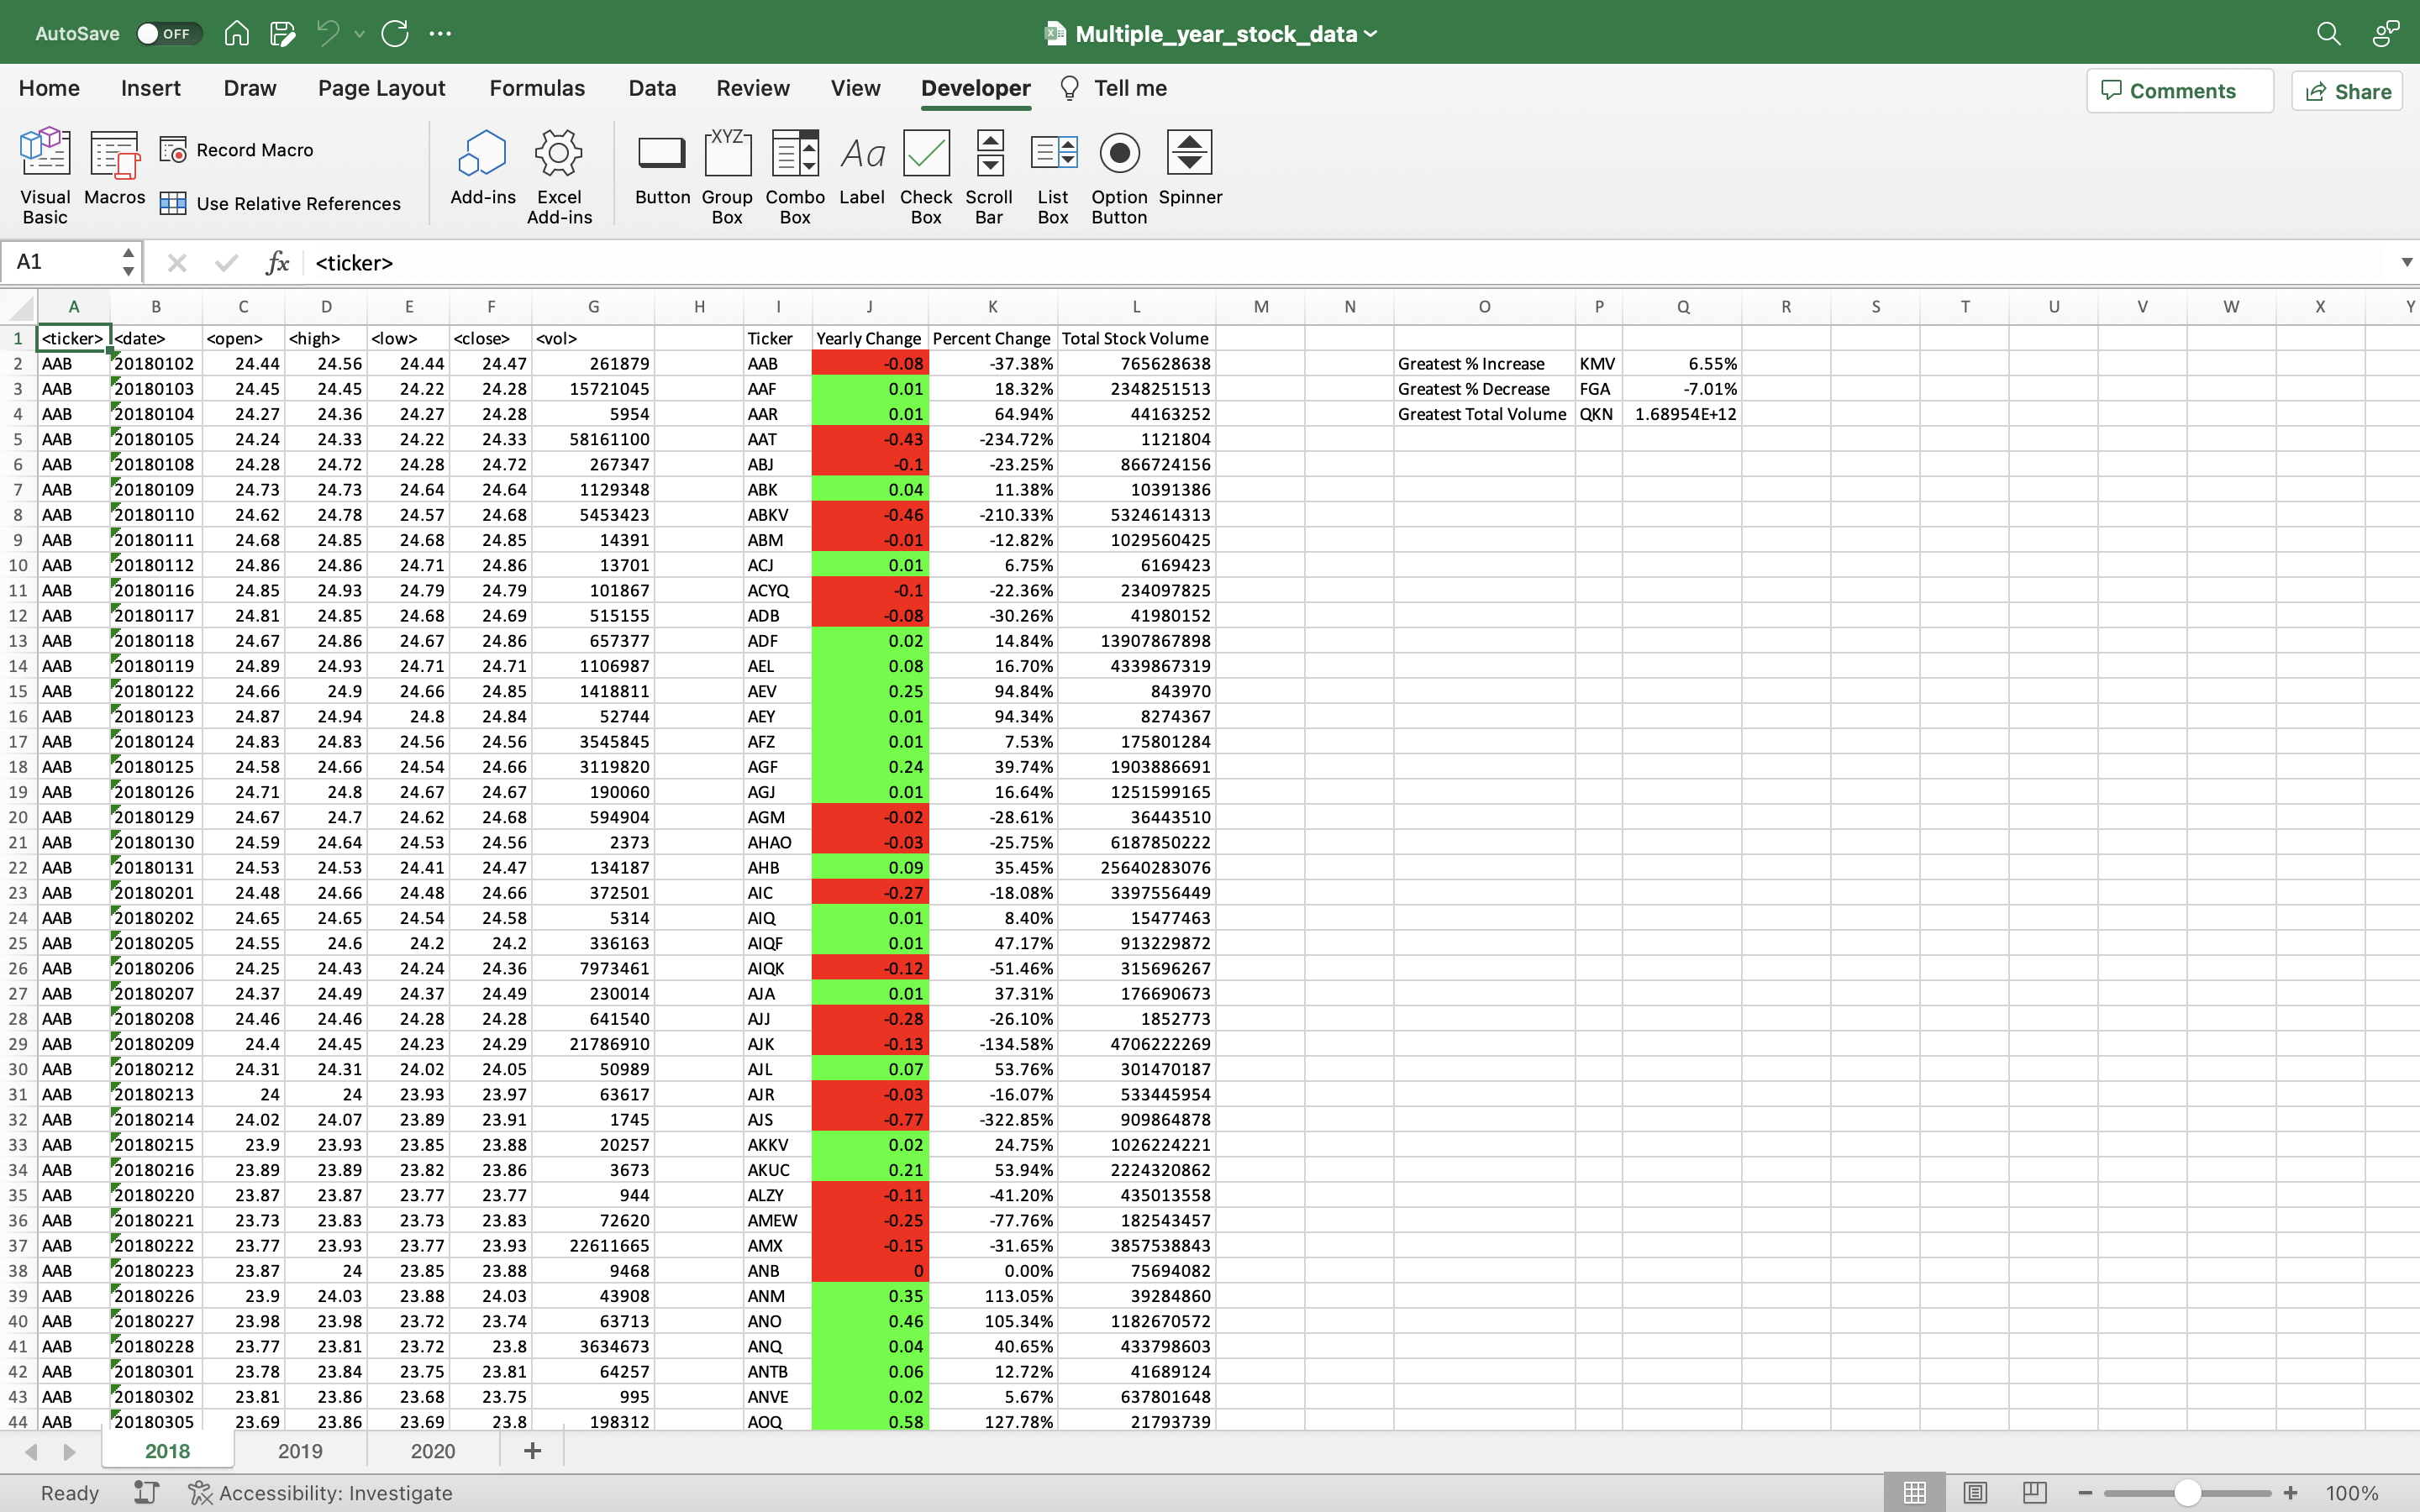 AutoSave OFF Multiple_year_stock_data
Home Insert Draw Page Layout Formulas Data Review View Developer Tell me Comments Share
Visual Basic Macros Record Macro Use Relative References Add-ins Excel Add-ins Button Group Box Combo Box Label Check Box Scroll Bar List Box Option Button Spinner
XYZ Aa
A1 fx <ticker>
A B C D E F G H I J K L M N O P Q R S T U V W X Y
1 <ticker> <date> <open> <high> <low> <close> <vol> Ticker Yearly Change Percent Change Total Stock Volume
2 AAB 20180102 24.44 24.56 24.44 24.47 261879 AAB -0.08 -37.38% 765628638 Greatest % Increase KMV 6.55%
3 AAB 20180103 24.45 24.45 24.22 24.28 15721045 AAF 0.01 18.32% 2348251513 Greatest % Decrease FGA -7.01%
4 AAB 20180104 24.27 24.36 24.27 24.28 5954 AAR 0.01 64.94% 44163252 Greatest Total Volume QKN 1.68954E+12
5 AAB 20180105 24.24 24.33 24.22 24.33 58161100 AAT -0.43 -234.72% 1121804
6 AAB 20180108 24.28 24.72 24.28 24.72 267347 ABJ -0.1 -23.25% 866724156
7 AAB 20180109 24.73 24.73 24.64 24.64 1129348 ABK 0.04 11.38% 10391386
8 AAB 20180110 24.62 24.78 24.57 24.68 5453423 ABKV -0.46 -210.33% 5324614313
9 AAB 20180111 24.68 24.85 24.68 24.85 14391 ABM -0.01 -12.82% 1029560425
10 AAB 20180112 24.86 24.86 24.71 24.86 13701 ACJ 0.01 6.75% 6169423
11 AAB 20180116 24.85 24.93 24.79 24.79 101867 ACYQ -0.1 -22.36% 234097825
12 AAB 20180117 24.81 24.85 24.68 24.69 515155 ADB -0.08 -30.26% 41980152
13 AAB 20180118 24.67 24.86 24.67 24.86 657377 ADF 0.02 14.84% 13907867898
14 AAB 20180119 24.89 24.93 24.71 24.71 1106987 AEL 0.08 16.70% 4339867319
15 AAB 20180122 24.66 24.9 24.66 24.85 1418811 AEV 0.25 94.84% 843970
16 AAB 20180123 24.87 24.94 24.8 24.84 52744 AEY 0.01 94.34% 8274367
17 AAB 20180124 24.83 24.83 24.56 24.56 3545845 AFZ 0.01 7.53% 175801284
18 AAB 20180125 24.58 24.66 24.54 24.66 3119820 AGF 0.24 39.74% 1903886691
19 AAB 20180126 24.71 24.8 24.67 24.67 190060 AGJ 0.01 16.64% 1251599165
20 AAB 20180129 24.67 24.7 24.62 24.68 594904 AGM -0.02 -28.61% 36443510
21 AAB 20180130 24.59 24.64 24.53 24.56 2373 AHAO -0.03 -25.75% 6187850222
22 AAB 20180131 24.53 24.53 24.41 24.47 134187 AHB 0.09 35.45% 25640283076
23 AAB 20180201 24.48 24.66 24.48 24.66 372501 AIC -0.27 -18.08% 3397556449
24 AAB 20180202 24.65 24.65 24.54 24.58 5314 AIQ 0.01 8.40% 15477463
25 AAB 20180205 24.55 24.6 24.2 24.2 336163 AIQF 0.01 47.17% 913229872
26 AAB 20180206 24.25 24.43 24.24 24.36 7973461 AIQK -0.12 -51.46% 315696267
27 AAB 20180207 24.37 24.49 24.37 24.49 230014 AJA 0.01 37.31% 176690673
28 AAB 20180208 24.46 24.46 24.28 24.28 641540 AJJ -0.28 -26.10% 1852773
29 AAB 20180209 24.4 24.45 24.23 24.29 21786910 AJK -0.13 -134.58% 4706222269
30 AAB 20180212 24.31 24.31 24.02 24.05 50989 AJL 0.07 53.76% 301470187
31 AAB 20180213 24 24 23.93 23.97 63617 AJR -0.03 -16.07% 533445954
32 AAB 20180214 24.02 24.07 23.89 23.91 1745 AJS -0.77 -322.85% 909864878
33 AAB 20180215 23.9 23.93 23.85 23.88 20257 AKKV 0.02 24.75% 1026224221
34 AAB 20180216 23.89 23.89 23.82 23.86 3673 AKUC 0.21 53.94% 2224320862
35 AAB 20180220 23.87 23.87 23.77 23.77 944 ALZY -0.11 -41.20% 435013558
36 AAB 20180221 23.73 23.83 23.73 23.83 72620 AMEW -0.25 -77.76% 182543457
37 AAB 20180222 23.77 23.93 23.77 23.93 22611665 AMX -0.15 -31.65% 3857538843
38 AAB 20180223 23.87 24 23.85 23.88 9468 ANB 0 0.00% 75694082
39 AAB 20180226 23.9 24.03 23.88 24.03 43908 ANM 0.35 113.05% 39284860
40 AAB 20180227 23.98 23.98 23.72 23.74 63713 ANO 0.46 105.34% 1182670572
41 AAB 20180228 23.77 23.81 23.72 23.8 3634673 ANQ 0.04 40.65% 433798603
42 AAB 20180301 23.78 23.84 23.75 23.81 64257 ANTB 0.06 12.72% 41689124
43 AAB 20180302 23.81 23.86 23.68 23.75 995 ANVE 0.02 5.67% 637801648
44 AAB 20180305 23.69 23.86 23.69 23.8 198312 AOQ 0.58 127.78% 21793739
2018 2019 2020 +
Ready Accessibility: Investigate 100%